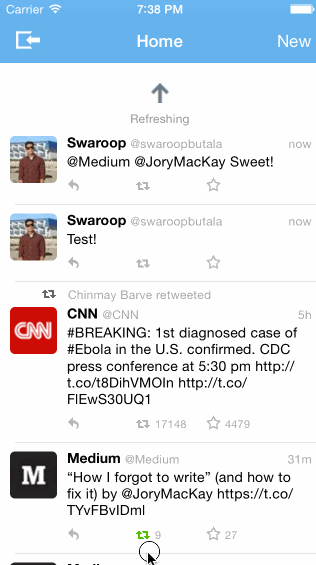 Carrier 7:38 PM
Home New
Refreshing
Swaroop @swaroopbutala now
@Medium @JoryMacKay Sweet!
Swaroop @swaroopbutala now
Test!
Chinmay Barve retweeted
CNN
CNN @CNN 5h
#BREAKING: 1st diagnosed case of
#Ebola in the U.S. confirmed. CDC
press conference at 5:30 pm http://
t.co/t8DihVMOln http://t.co/
FlEwS30UQ1
17148 4479
M
Medium @Medium 31m
“How I forgot to write” (and how to
fix it) by @JoryMacKay https://t.co/
TYvFBvIDml
9 27